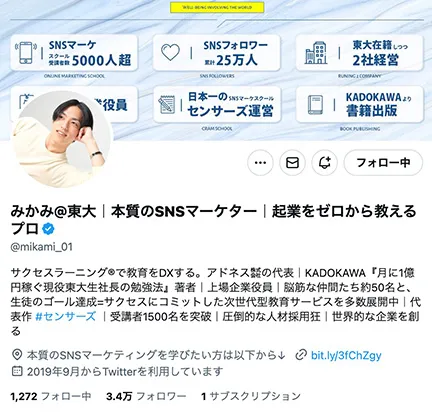 WELL-BEING INVOLVING THE WORLD
SNSマーケ
スクール
受講者数 5000人超
ONLINE MARKETING SCHOOL
SNSフォロワー
累計25万人
SNS FOLLOWERS
東大在籍しつつ
2社経営
業役員
日本一のSNSマーケスクール
センサーズ運営
CRAM SCHOOL
KADOKAWAより
書籍出版
BOOK PUBLISHING
フォロー中
みかみ@東大|本質のSNSマーケター|起業をゼロから教える
プロ
@mikami_01
サクセスラーニング®で教育をDXする。アドネス㈱の代表|KADOKAWA『月に1億
円稼ぐ現役東大生社長の勉強法』著者|上場企業役員|脳筋な仲間たち約50名と、
生徒のゴール達成=サクセスにコミットした次世代型教育サービスを多数展開中|代
表作 #センサーズ |受講者1500名を突破|圧倒的な人材採用狂|世界的な企業を創
る
本質のSNSマーケティングを学びたい方は以下から↓ bit.ly/3fChZgy
2019年9月からTwitterを利用しています
1,272 フォロー中 3.4万 フォロワー 1 サブスクリプション